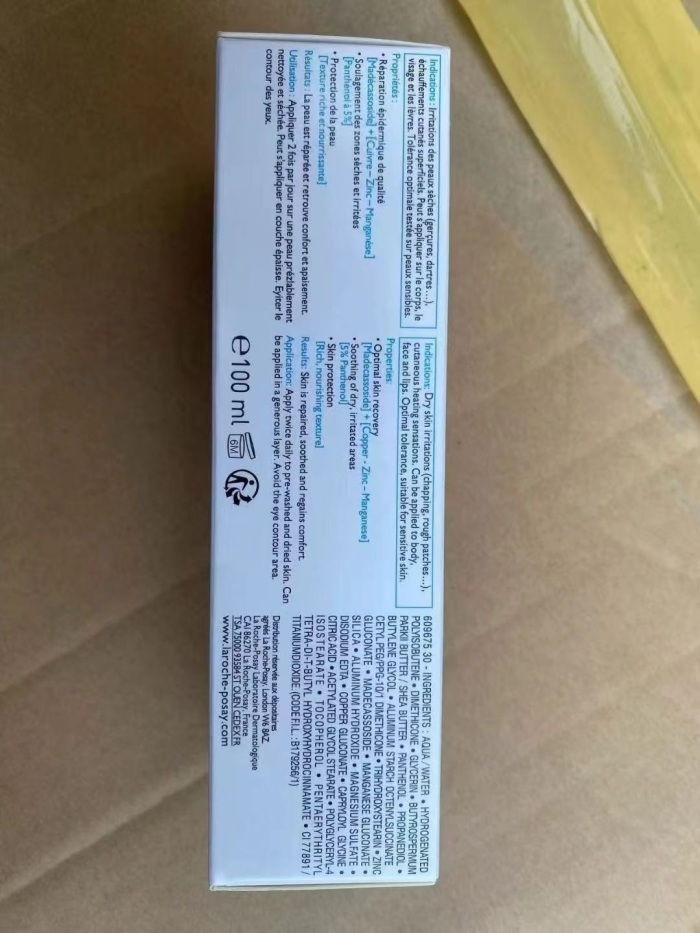 Indications : Irritations des peaux sèches (gerçures, dartres...),
échauffements cutanés superficiels. Peut s'appliquer sur le corps, le
visage et les lèvres. Tolérance optimale testée sur peaux sensibles.
Propriétés :
• Réparation épidermique de qualité
[Madécassoside] + [Cuivre – Zinc – Manganèse]
• Soulagement des zones sèches et irritées
[Panthénol à 5%]
• Protection de la peau
[Texture riche et nourrissante]
Résultats : La peau est réparée et retrouve confort et apaisement.
Utilisation : Appliquer 2 fois par jour sur une peau préalablement
nettoyée et séchée. Peut s'appliquer en couche épaisse. Eviter le
contour des yeux.
Indications: Dry skin irritations (chapping, rough patches...),
cutaneous heating sensations. Can be applied to body,
face and lips. Optimal tolerance, suitable for sensitive skin.
Properties:
• Optimal skin recovery
[Madecassoside] + [Copper - Zinc – Manganese]
• Soothing of dry, irritated areas
[5% Panthenol]
• Skin protection
[Rich, nourishing texture]
Results: Skin is repaired, soothed and regains comfort.
Application: Apply twice daily to pre-washed and dried skin. Can
be applied in a generous layer. Avoid the eye contour area.
e 100 ml 6M
609675 30 - INGREDIENTS : AQUA / WATER • HYDROGENATED
POLYISOBUTENE • DIMETHICONE • GLYCERIN • BUTYROSPERMUM
PARKII BUTTER / SHEA BUTTER • PANTHENOL • PROPANEDIOL •
BUTYLENE GLYCOL • ALUMINUM STARCH OCTENYLSUCCINATE
CETYL PEG/PPG-10/1 DIMETHICONE • TRIHYDROXYSTEARIN • ZINC
GLUCONATE • MADECASSOSIDE • MANGANESE GLUCONATE •
SILICA • ALUMINUM HYDROXIDE • MAGNESIUM SULFATE •
DISODIUM EDTA • COPPER GLUCONATE • CAPRYLOYL GLYCINE •
CITRIC ACID • ACETYLATED GLYCOL STEARATE • POLYGLYCERYL-4
ISOSTEARATE • TOCOPHEROL • PENTAERYTHRITYL
TETRA-DI-T-BUTYL HYDROXYHYDROCINNAMATE • CI 77891 /
TITANIUM DIOXIDE (CODE F.I.L. : B179256/1)
Distribution réservée aux dépositaires
agréés La Roche-Posay. London W6 8AZ.
La Roche-Posay Laboratoire Dermatologique
CAI 86270 La Roche-Posay, France
TSA 75000 93584 ST OUEN CEDEX FR
www.laroche-posay.com